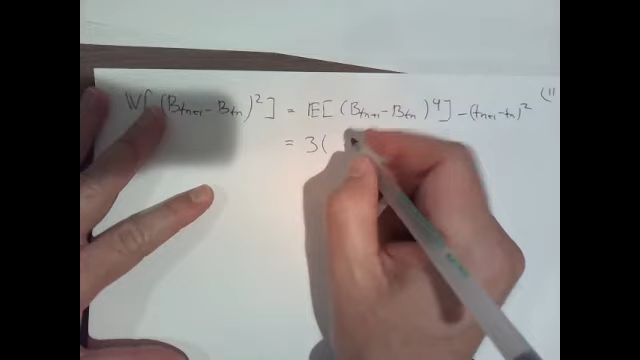 𝕍[(B_{t_{n+1}} - B_{t_n})^2] = 𝔼[(B_{t_{n+1}} - B_{t_n})^4] - (t_{n+1} - t_n)^2
= 3(